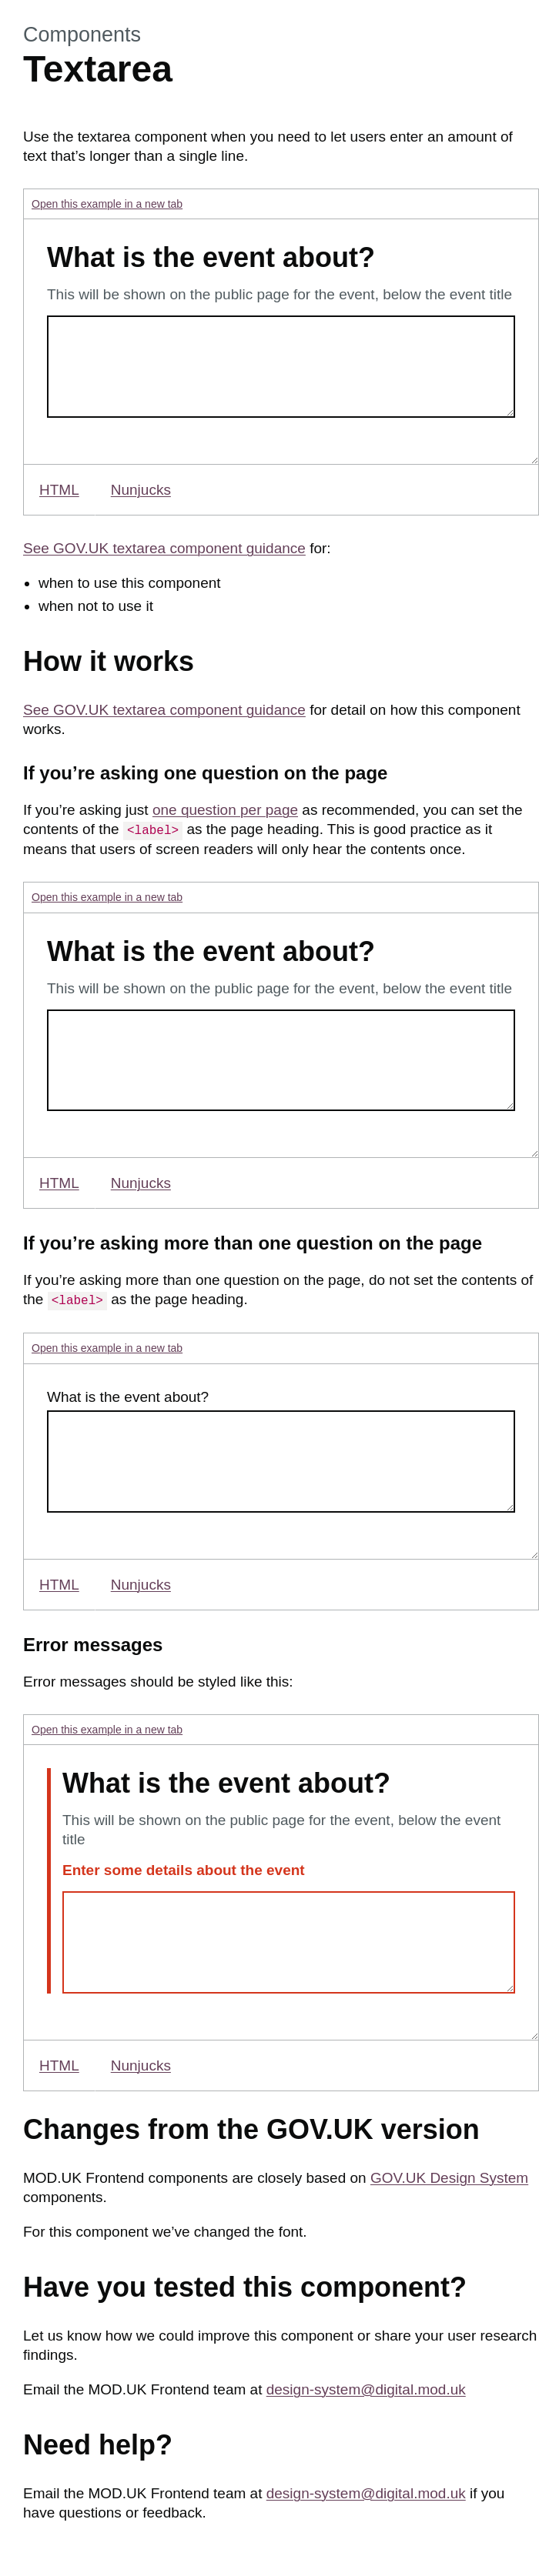 Components
Textarea
Use the textarea component when you need to let users enter an amount of
text that’s longer than a single line.
Open this example in a new tab
What is the event about?
This will be shown on the public page for the event, below the event title
HTML Nunjucks
See GOV.UK textarea component guidance for:
• when to use this component
• when not to use it
How it works
See GOV.UK textarea component guidance for detail on how this component
works.
If you’re asking one question on the page
If you’re asking just one question per page as recommended, you can set the
contents of the <label> as the page heading. This is good practice as it
means that users of screen readers will only hear the contents once.
Open this example in a new tab
What is the event about?
This will be shown on the public page for the event, below the event title
HTML Nunjucks
If you’re asking more than one question on the page
If you’re asking more than one question on the page, do not set the contents of
the <label> as the page heading.
Open this example in a new tab
What is the event about?
HTML Nunjucks
Error messages
Error messages should be styled like this:
Open this example in a new tab
What is the event about?
This will be shown on the public page for the event, below the event
title
Enter some details about the event
HTML Nunjucks
Changes from the GOV.UK version
MOD.UK Frontend components are closely based on GOV.UK Design System
components.
For this component we’ve changed the font.
Have you tested this component?
Let us know how we could improve this component or share your user research
findings.
Email the MOD.UK Frontend team at design-system@digital.mod.uk
Need help?
Email the MOD.UK Frontend team at design-system@digital.mod.uk if you
have questions or feedback.